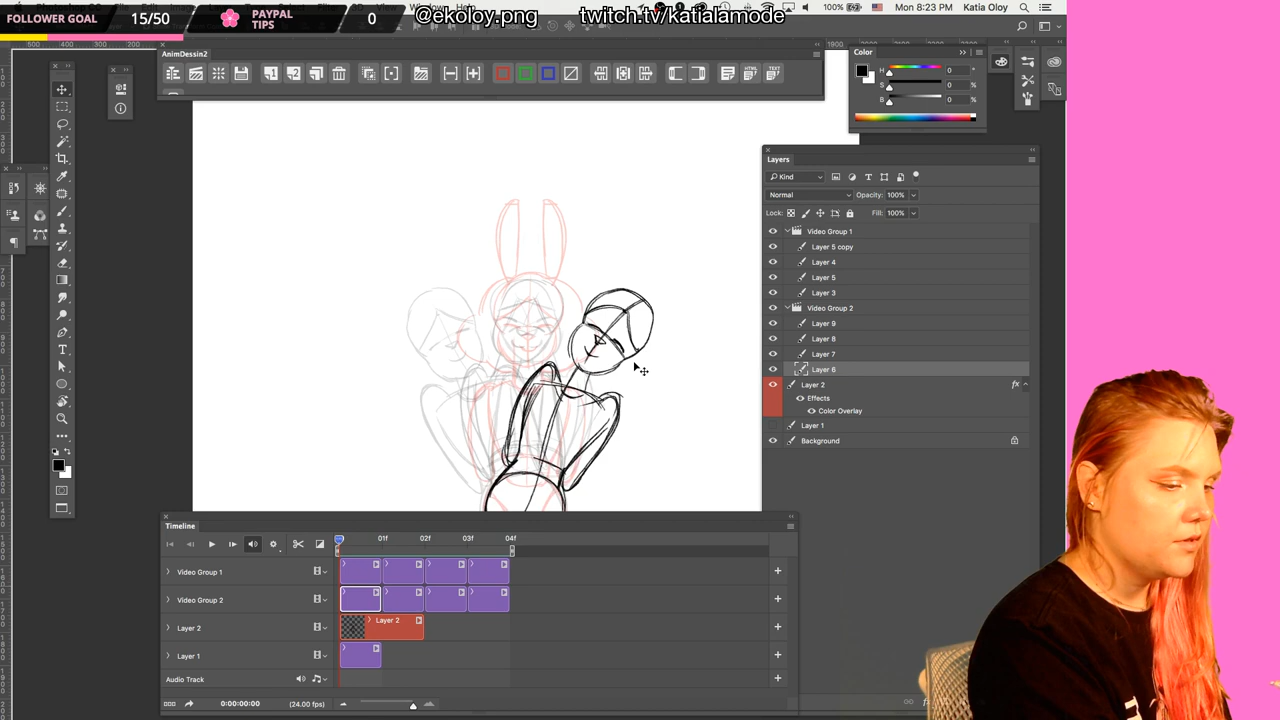 FOLLOWER GOAL 15/50 PAYPAL TIPS 0 @ekoloy.png twitch.tv/katialamode
100% Mon 8:23 PM Katia Oloy
AnimDessin2
Color
H 0 °
S 0 %
B 0 %
Layers
Kind
Normal Opacity: 100%
Lock: Fill: 100%
Video Group 1
Layer 5 copy
Layer 4
Layer 5
Layer 3
Video Group 2
Layer 9
Layer 8
Layer 7
Layer 6
Layer 2 fx
Effects
Color Overlay
Layer 1
Background
Timeline
01f 02f 03f 04f
Video Group 1
Video Group 2
Layer 2 Layer 2
Layer 1
Audio Track
0:00:00:00 (24.00 fps)